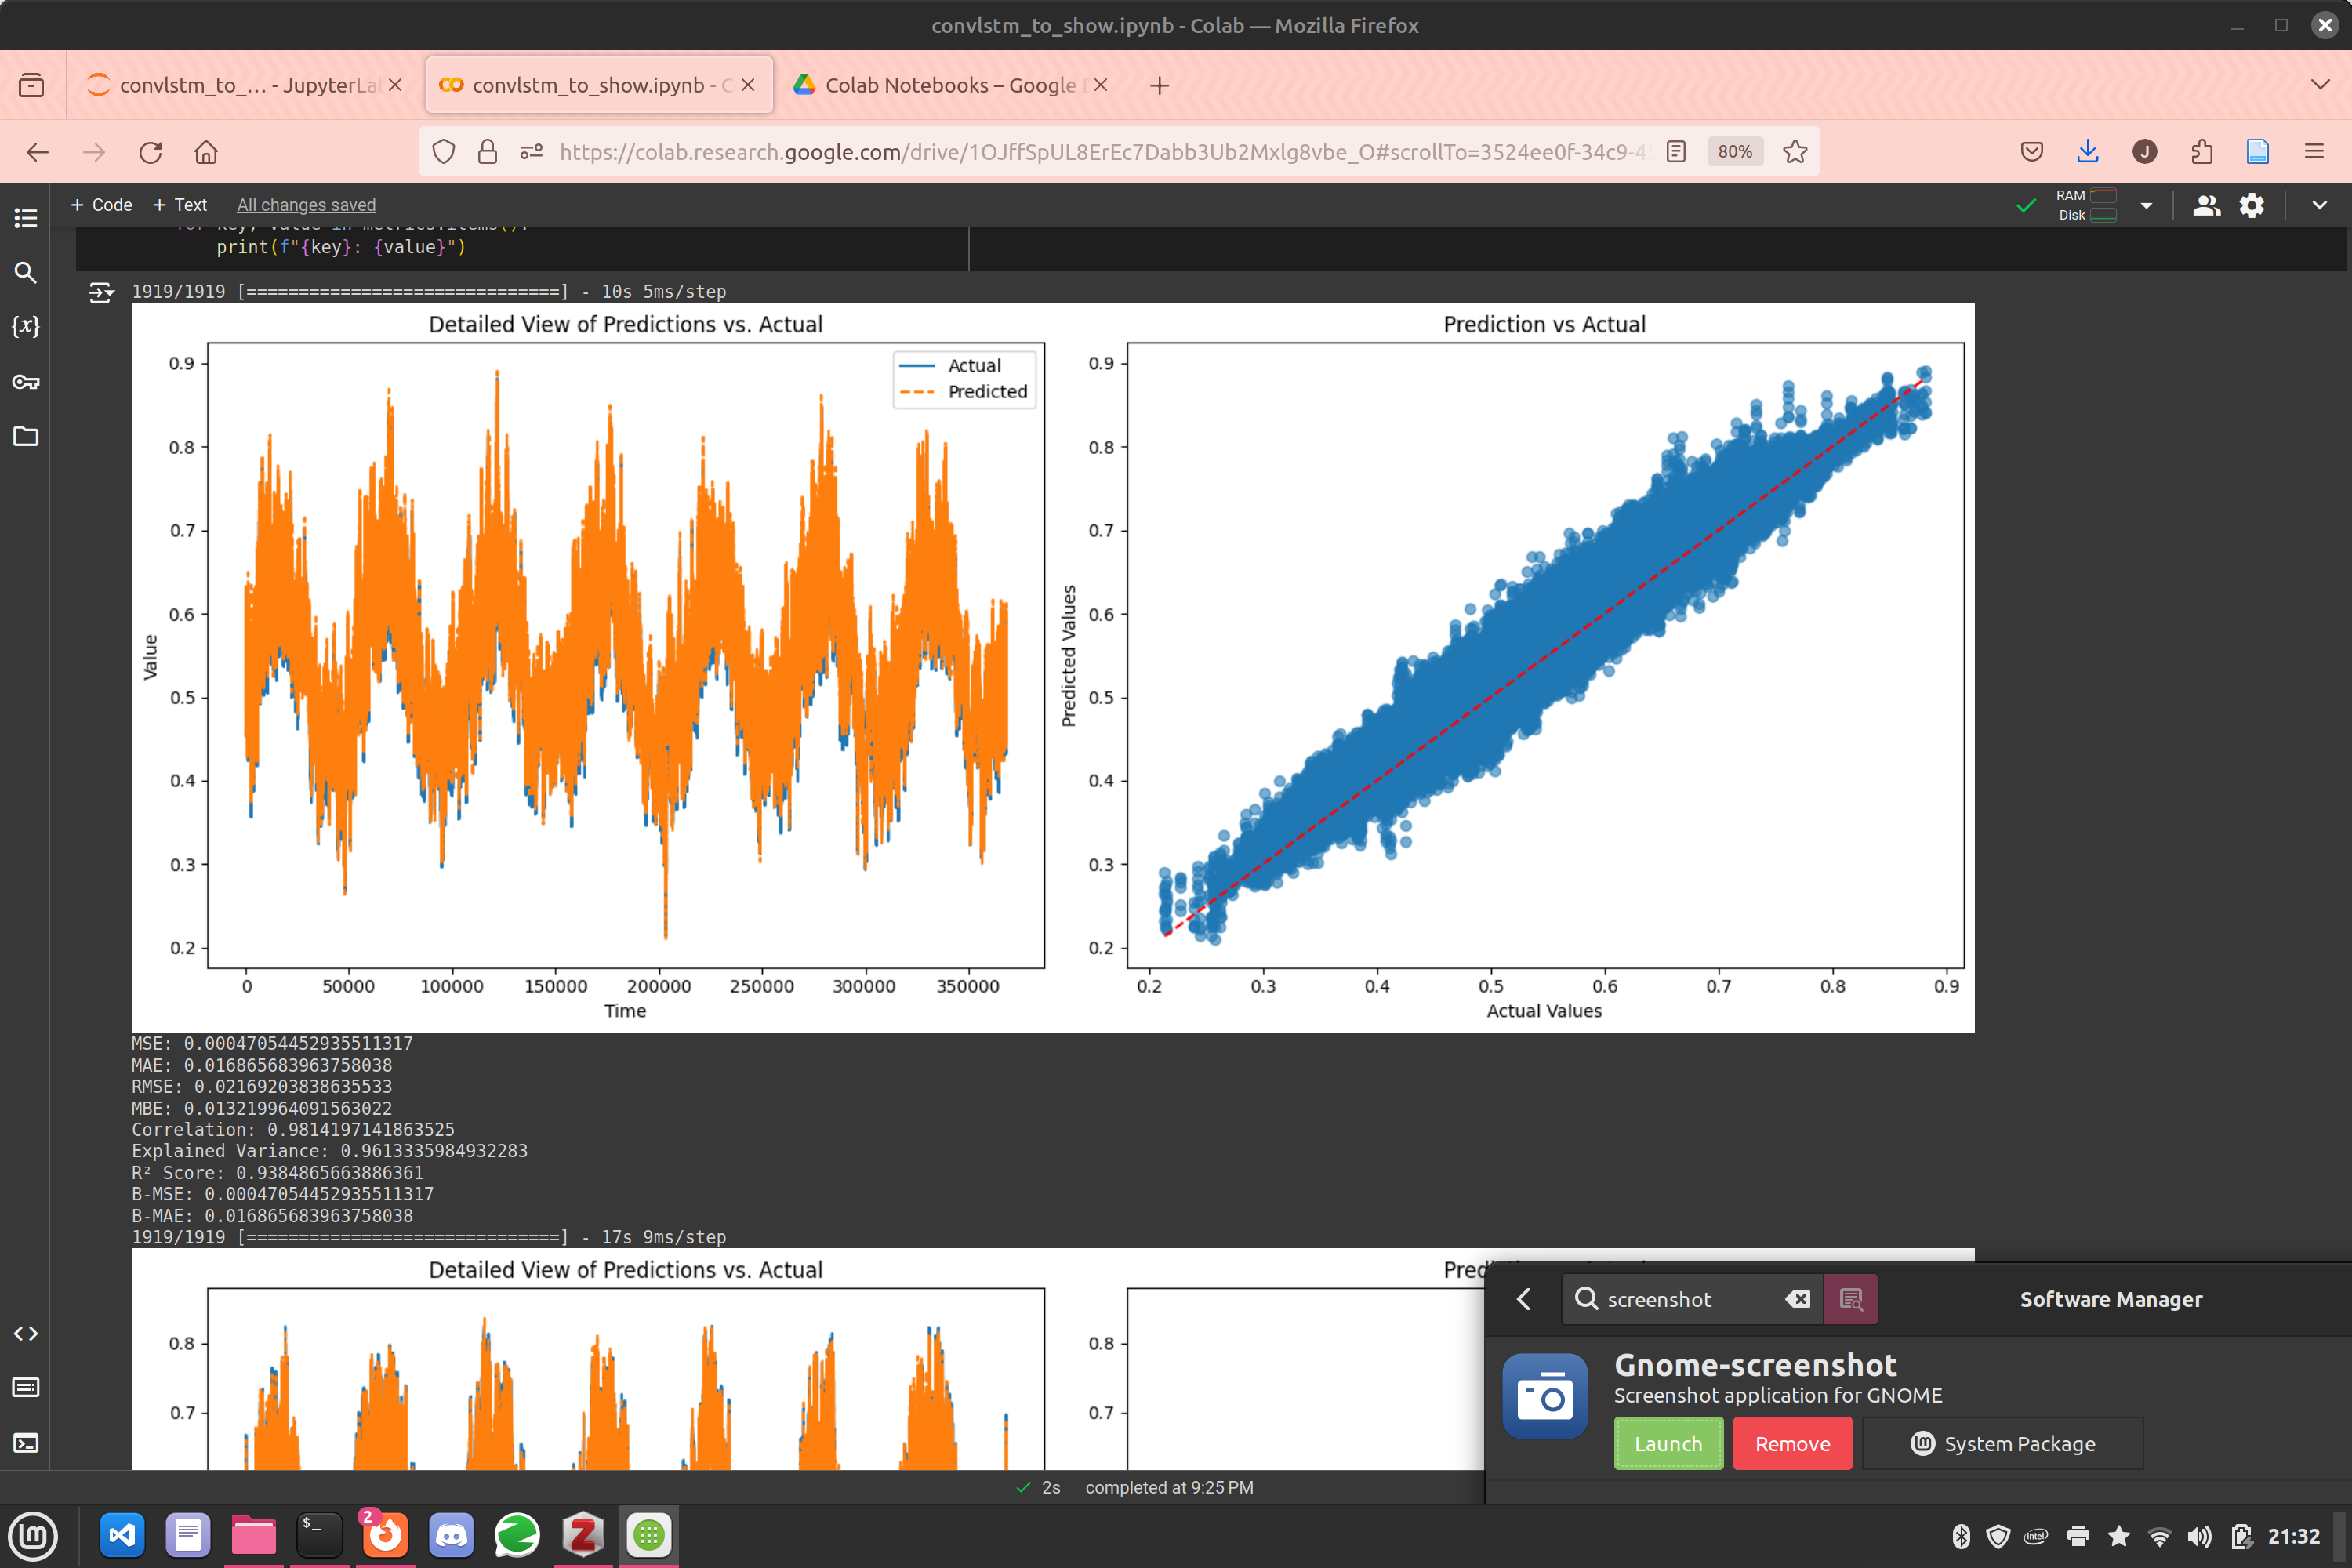 convlstm_to_show.ipynb - Colab — Mozilla Firefox
convlstm_to_... - JupyterLa
convlstm_to_show.ipynb - C
Colab Notebooks – Google
https://colab.research.google.com/drive/1OJffSpUL8ErEc7Dabb3Ub2Mxlg8vbe_O#scrollTo=3524ee0f-34c9-4
80%
J
+ Code + Text All changes saved
RAM
Disk
for key, value in metrics.items():
print(f"{key}: {value}")
{x}
1919/1919 [==============================] - 10s 5ms/step
Detailed View of Predictions vs. Actual
Actual
Predicted
0.9
0.8
0.7
0.6
0.5
0.4
0.3
0.2
Value
0 50000 100000 150000 200000 250000 300000 350000
Time
Prediction vs Actual
0.9
0.8
0.7
0.6
0.5
0.4
0.3
0.2
Predicted Values
0.2 0.3 0.4 0.5 0.6 0.7 0.8 0.9
Actual Values
MSE: 0.00047054452935511317
MAE: 0.016865683963758038
RMSE: 0.02169203838635533
MBE: 0.013219964091563022
Correlation: 0.9814197141863525
Explained Variance: 0.9613335984932283
R² Score: 0.9384865663886361
B-MSE: 0.00047054452935511317
B-MAE: 0.016865683963758038
1919/1919 [==============================] - 17s 9ms/step
Detailed View of Predictions vs. Actual
0.8
0.7
0.8
0.7
screenshot
Software Manager
Gnome-screenshot
Screenshot application for GNOME
Launch
Remove
System Package
2s completed at 9:25 PM
$_
2
Z
intel
21:32